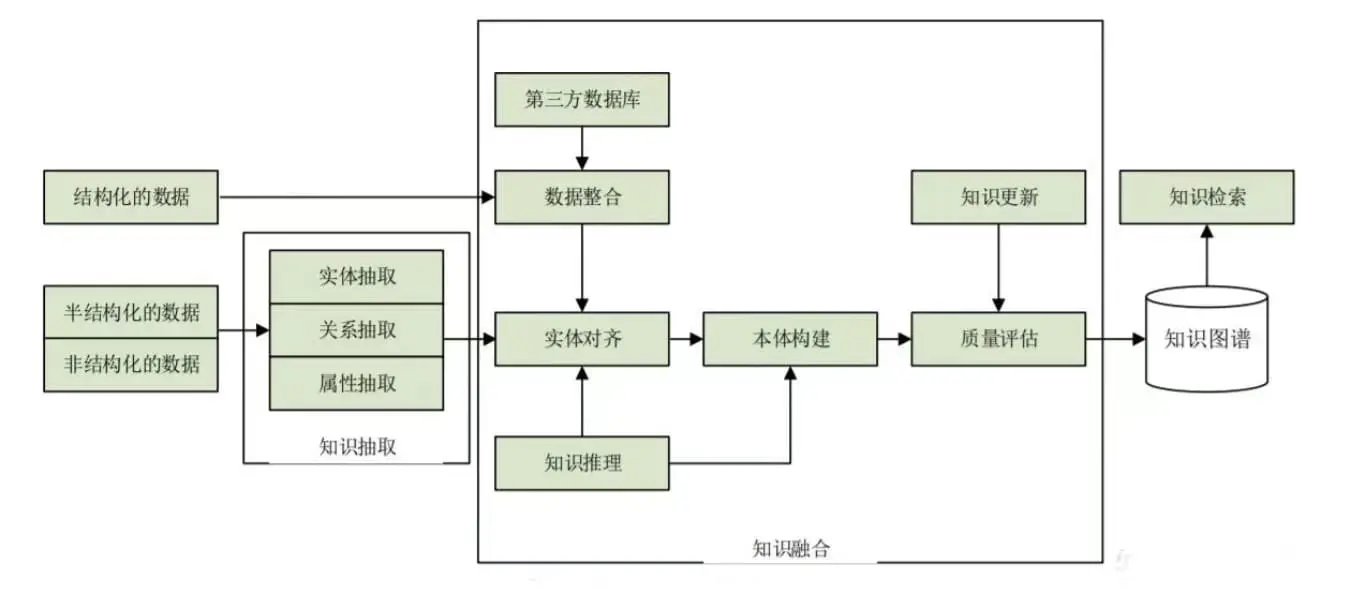 第三方数据库
结构化的数据
数据整合
知识更新
知识检索
实体抽取
半结构化的数据
关系抽取
实体对齐
本体构建
质量评估
知识图谱
非结构化的数据
属性抽取
知识抽取
知识推理
知识融合